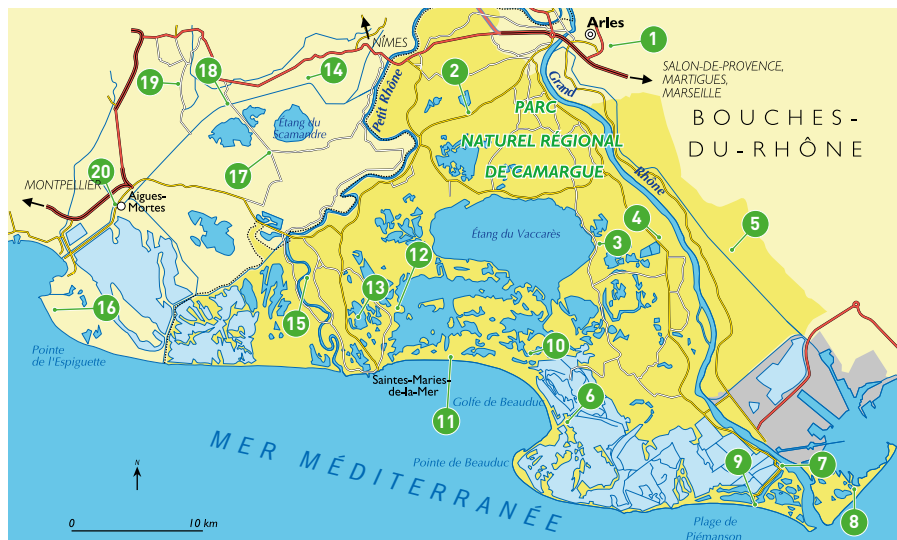 Arles
1
NÎMES
SALON-DE-PROVENCE,
MARTIGUES,
MARSEILLE
18
14
19
2
Petit Rhône
Grand
PARC
NATUREL RÉGIONAL
DE CAMARGUE
BOUCHES-
DU-RHÔNE
Étang du
Scamandre
17
20
MONTPELLIER
Aigues-
Mortes
Rhône
Étang du Vaccarès
3
4
5
12
13
15
16
Pointe
de l'Espiguette
10
Saintes-Maries-
de-la-Mer
11
Golfe de Beauduc
6
MER MÉDITERRANÉE
Pointe de Beauduc
9
7
8
Plage de
Piémanson
N
0 10 km